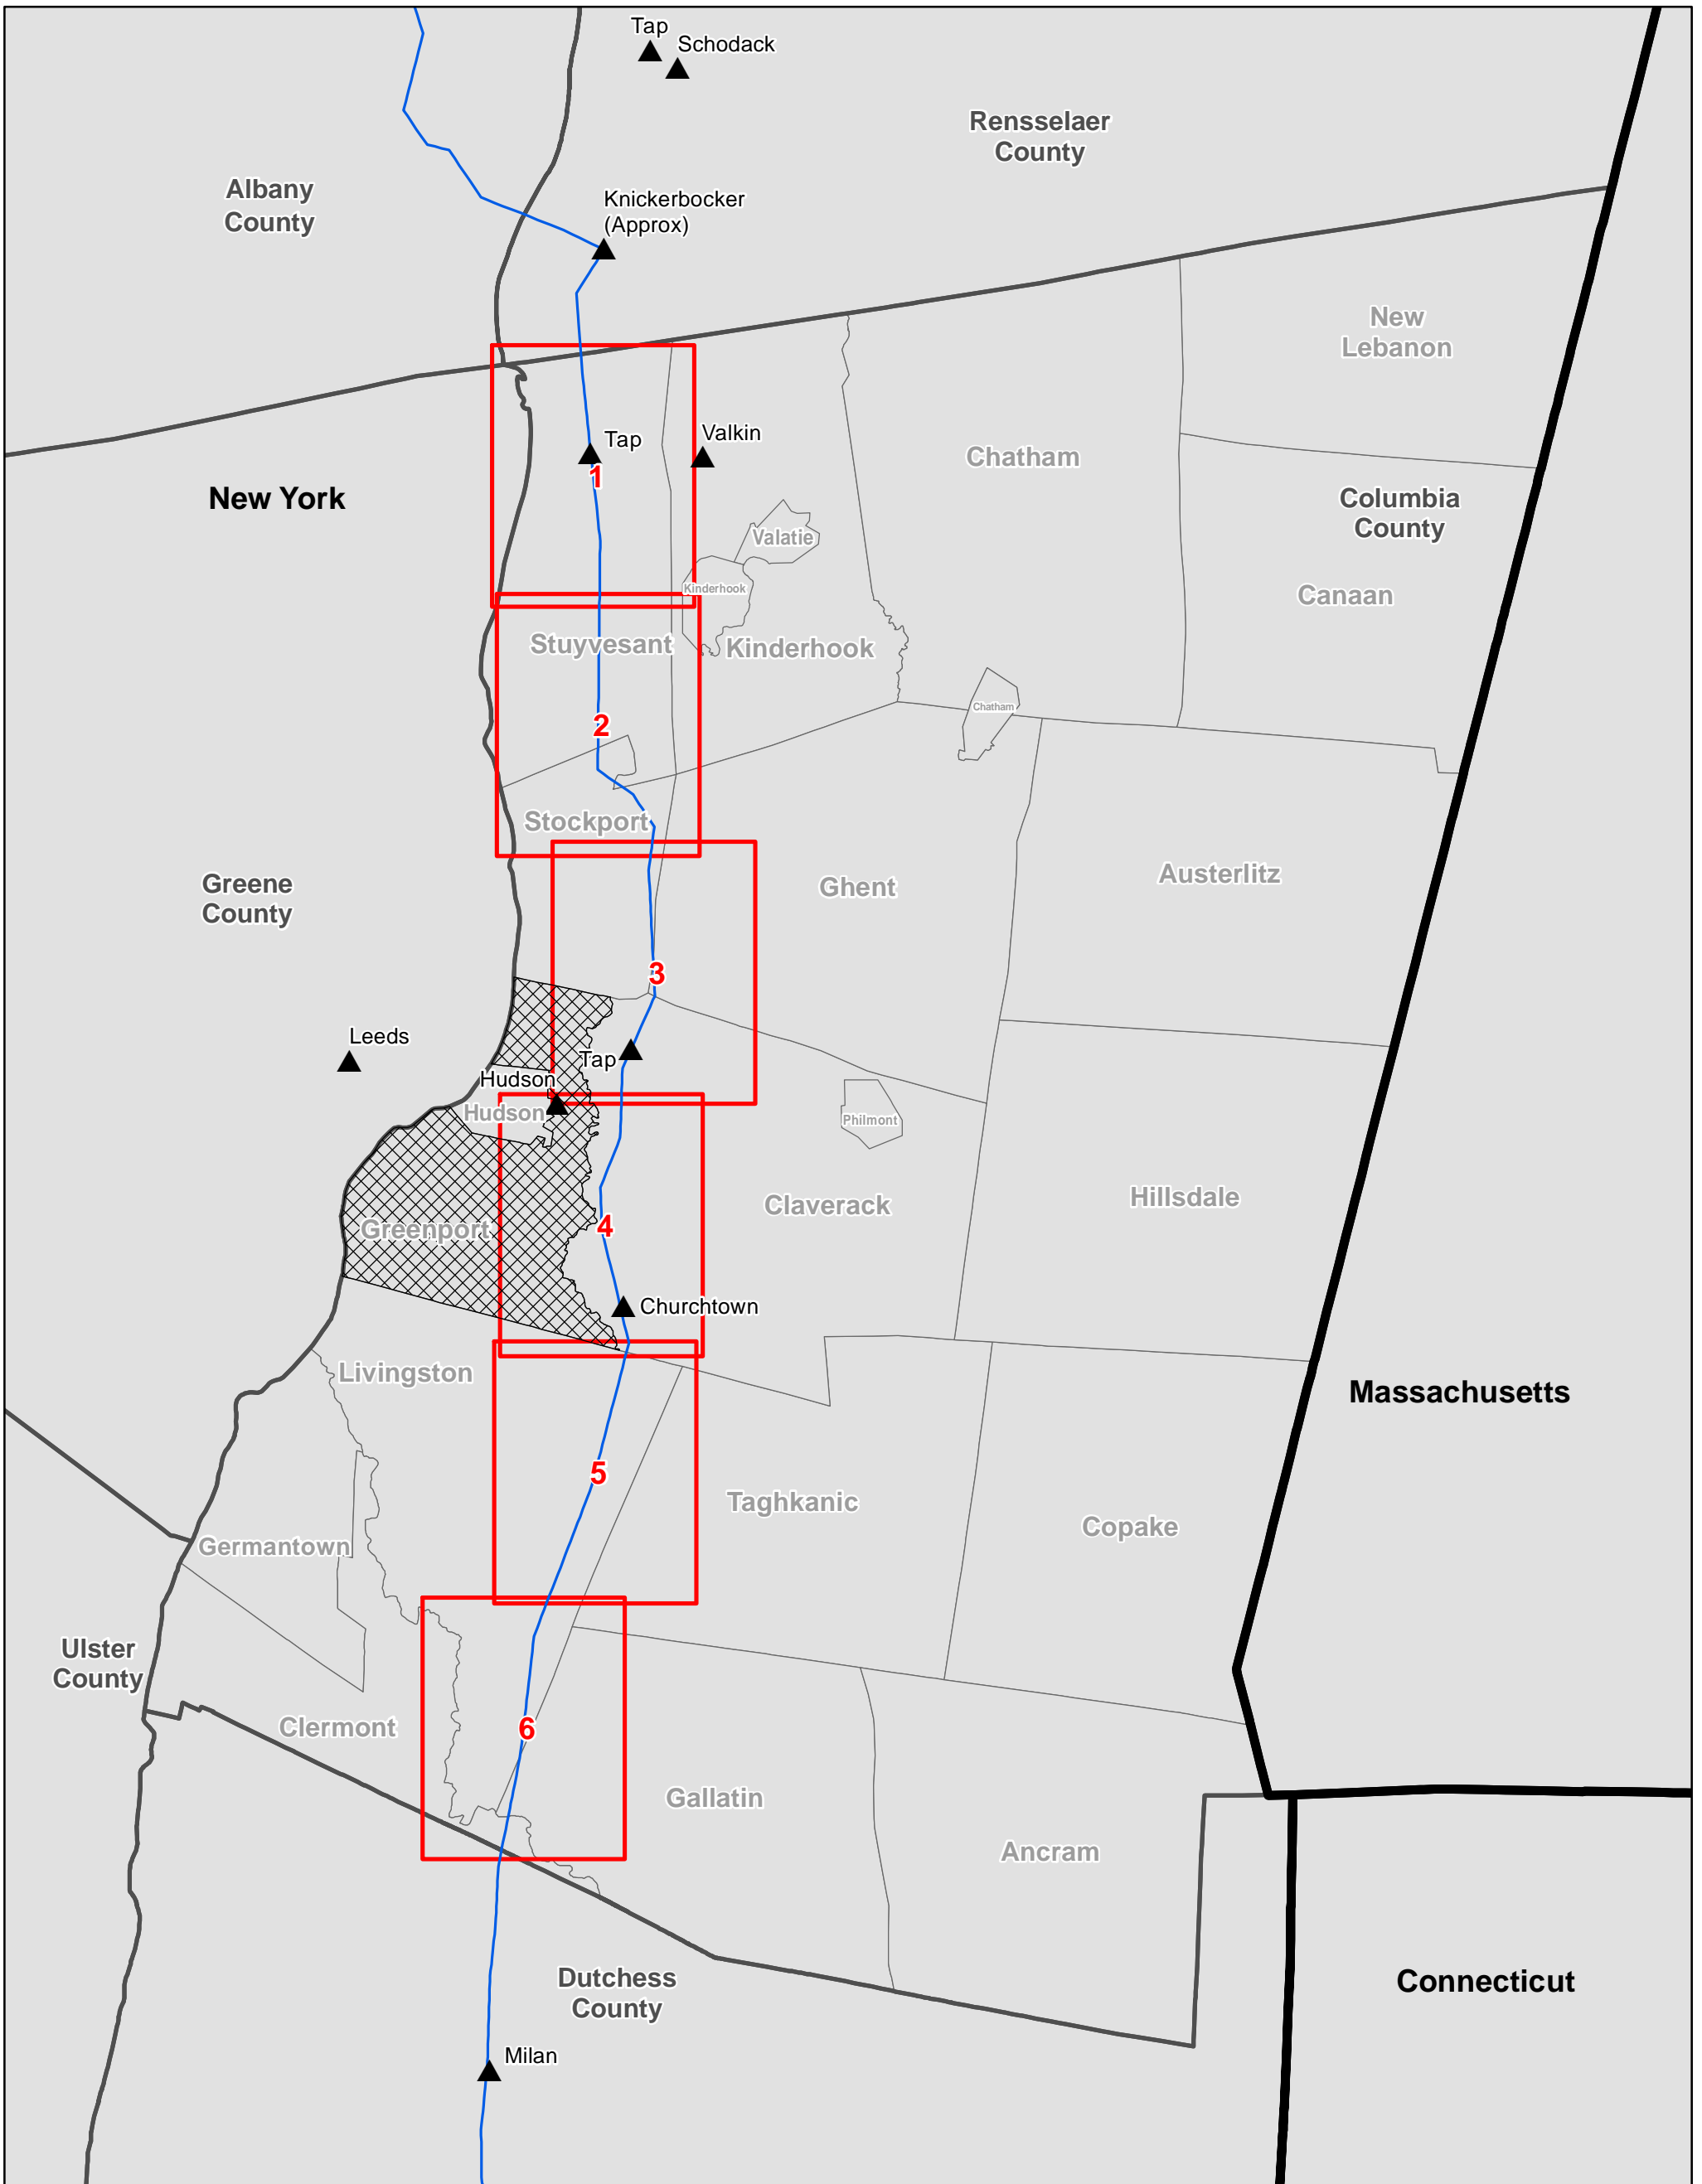 Tap
Schodack
Rensselaer
County
Albany
County
Knickerbocker
(Approx)
New
Lebanon
Tap
Valkin
1
Chatham
New York
Columbia
County
Valatie
Kinderhook
Canaan
Stuyvesant
Kinderhook
Chatham
2
Stockport
Greene
County
Ghent
Austerlitz
3
Leeds
Tap
Hudson
Hudson
Philmont
Claverack
Hillsdale
4
Greenport
Churchtown
Livingston
Massachusetts
5
Taghkanic
Copake
Germantown
Ulster
County
Clermont
6
Gallatin
Ancram
Dutchess
County
Connecticut
Milan